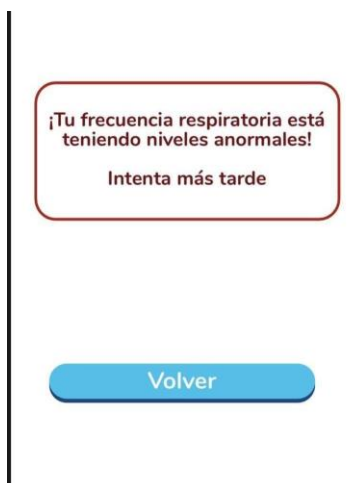 ¡Tu frecuencia respiratoria está
teniendo niveles anormales!
Intenta más tarde
Volver